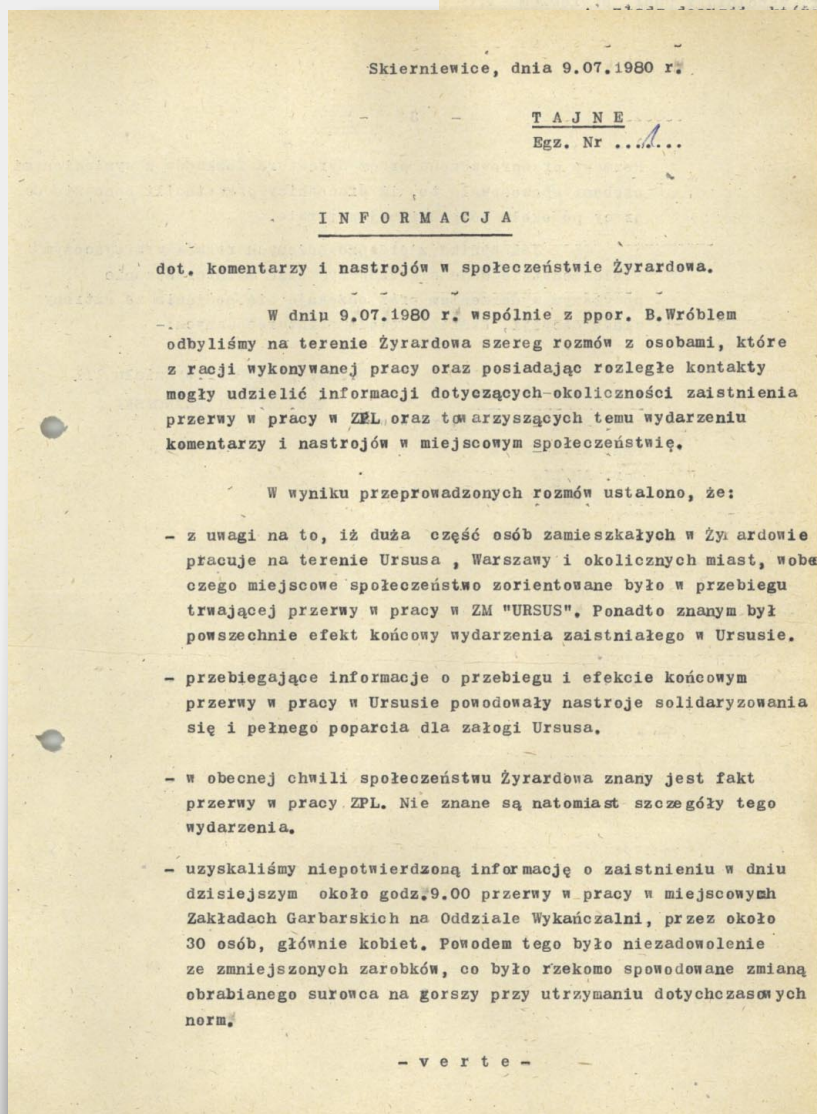 Skierniewice, dnia 9.07.1980 r.
T A J N E
Egz. Nr ...1...
I N F O R M A C J A
dot. komentarzy i nastrojów w społeczeństwie Żyrardowa.
W dniu 9.07.1980 r. wspólnie z ppor. B.Wróblem
odbyliśmy na terenie Żyrardowa szereg rozmów z osobami, które
z racji wykonywanej pracy oraz posiadając rozległe kontakty
mogły udzielić informacji dotyczących okoliczności zaistnienia
przerwy w pracy w ZPL oraz towarzyszących temu wydarzeniu
komentarzy i nastrojów w miejscowym społeczeństwię.
W wyniku przeprowadzonych rozmów ustalono, że:
- z uwagi na to, iż duża część osób zamieszkałych w Żyrardowie
pracuje na terenie Ursusa , Warszawy i okolicznych miast, wobe
czego miejscowe społeczeństwo zorientowane było w przebiegu
trwającej przerwy w pracy w ZM "URSUS". Ponadto znanym był
powszechnie efekt końcowy wydarzenia zaistniałego w Ursusie.
- przebiegające informacje o przebiegu i efekcie końcowym
przerwy w pracy w Ursusie powodowały nastroje solidaryzowania
się i pełnego poparcia dla załogi Ursusa.
- w obecnej chwili społeczeństwu Żyrardowa znany jest fakt
przerwy w pracy ZPL. Nie znane są natomiast szczegóły tego
wydarzenia.
- uzyskaliśmy niepotwierdzoną informację o zaistnieniu w dniu
dzisiejszym około godz.9.00 przerwy w pracy w miejscowych
Zakładach Garbarskich na Oddziale Wykańczalni, przez około
30 osób, głównie kobiet. Powodem tego było niezadowolenie
ze zmniejszonych zarobków, co było rzekomo spowodowane zmianą
obrabianego surowca na gorszy przy utrzymaniu dotychczasowych
norm.
- v e r t e -